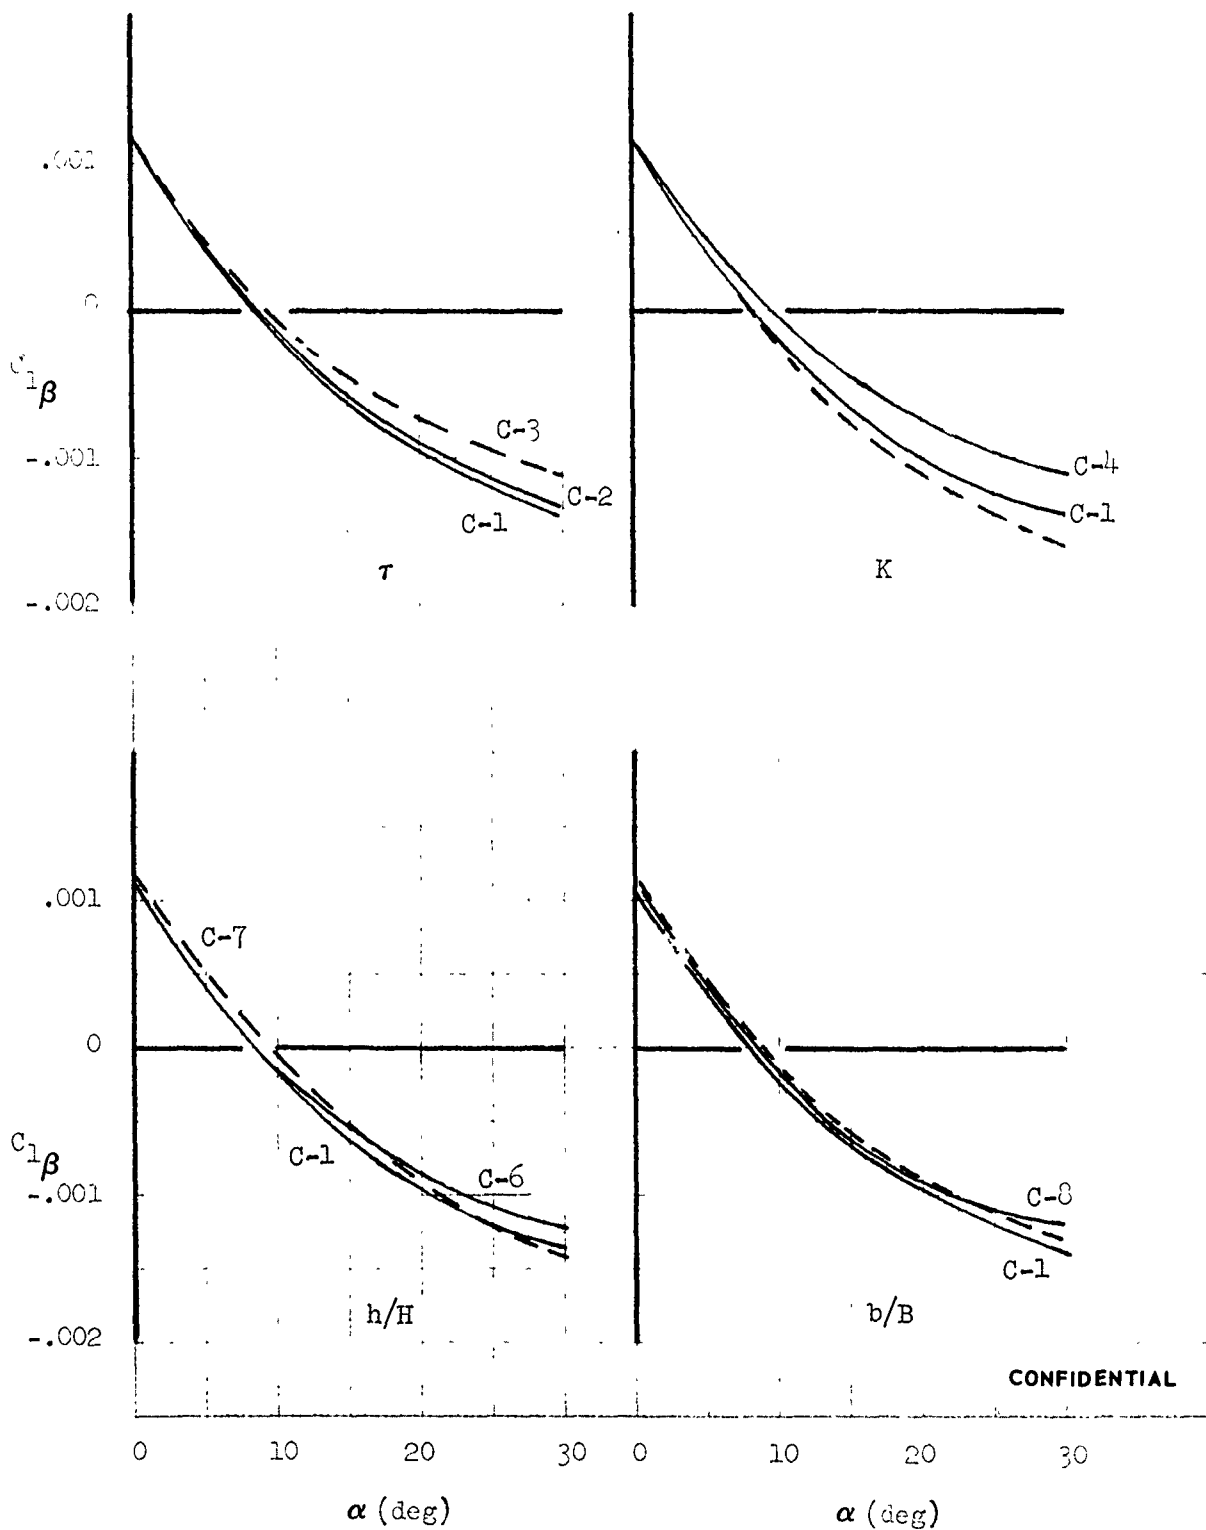 .001
0
C1β
-.001
-.002
C-3
C-2
C-1
τ
C-4
C-1
K
.001
0
C1β
-.001
-.002
C-7
C-1
C-6
h/H
C-8
C-1
b/B
CONFIDENTIAL
0 10 20 30 0 10 20 30
α (deg) α (deg)